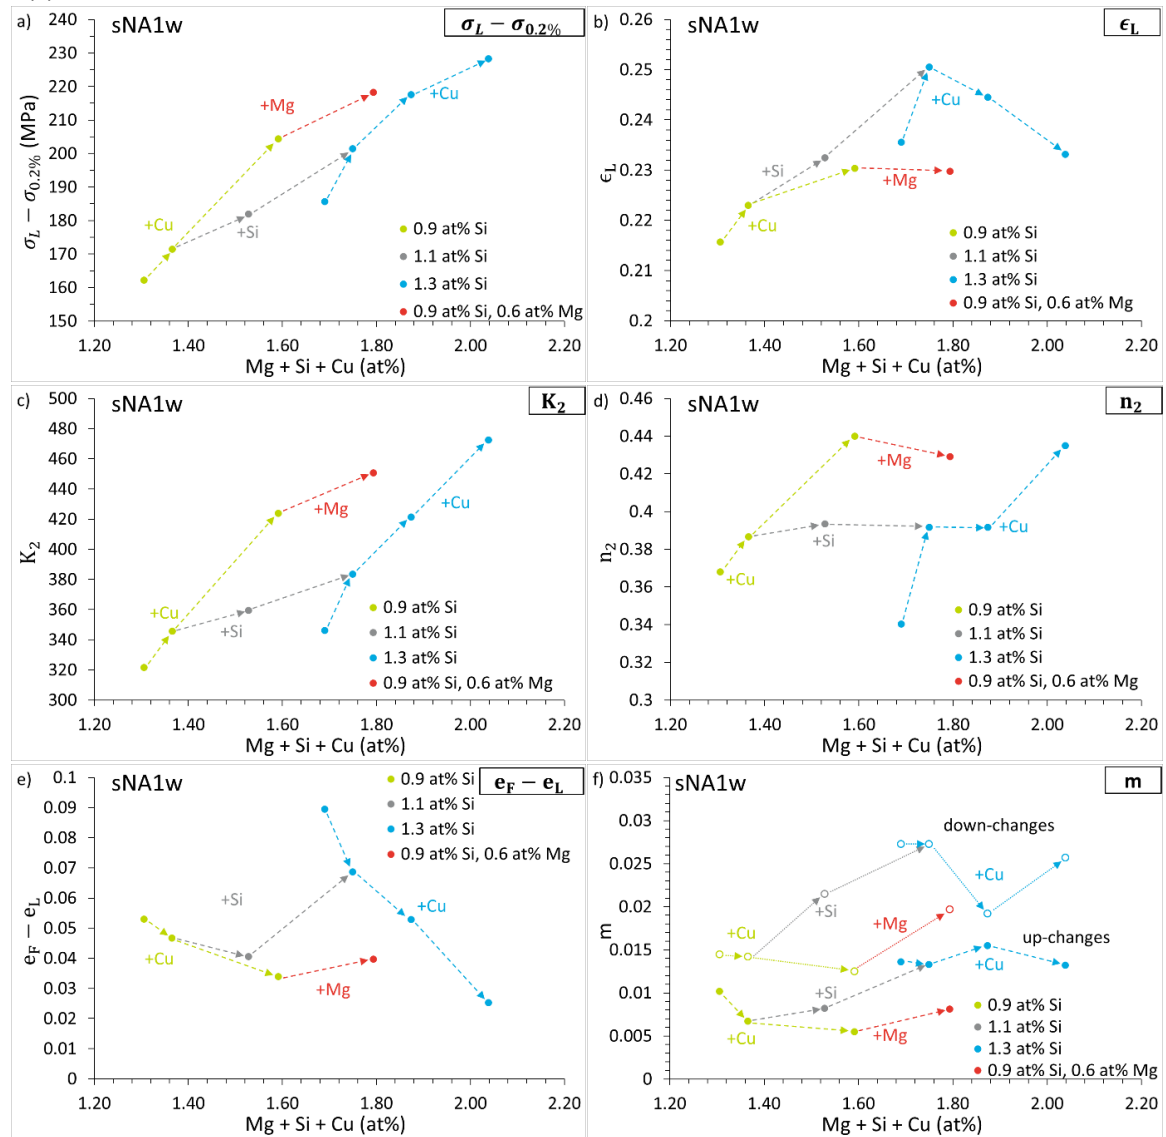 a) sNA1w σ_L − σ_0.2%
240
230
220
210
200
190
180
170
160
150
σ_L − σ_0.2% (MPa)
+Mg
+Cu
+Cu
+Si
0.9 at% Si
1.1 at% Si
1.3 at% Si
0.9 at% Si, 0.6 at% Mg
1.20 1.40 1.60 1.80 2.00 2.20
Mg + Si + Cu (at%)
b) sNA1w ϵ_L
0.26
0.25
0.24
0.23
0.22
0.21
0.2
ϵ_L
+Cu
+Si
+Mg
+Cu
0.9 at% Si
1.1 at% Si
1.3 at% Si
0.9 at% Si, 0.6 at% Mg
1.20 1.40 1.60 1.80 2.00 2.20
Mg + Si + Cu (at%)
c) sNA1w K_2
500
480
460
440
420
400
380
360
340
320
300
K_2
+Mg
+Cu
+Cu
+Si
0.9 at% Si
1.1 at% Si
1.3 at% Si
0.9 at% Si, 0.6 at% Mg
1.20 1.40 1.60 1.80 2.00 2.20
Mg + Si + Cu (at%)
d) sNA1w n_2
0.46
0.44
0.42
0.4
0.38
0.36
0.34
0.32
0.3
n_2
+Mg
+Cu
+Si
+Cu
0.9 at% Si
1.1 at% Si
1.3 at% Si
0.9 at% Si, 0.6 at% Mg
1.20 1.40 1.60 1.80 2.00 2.20
Mg + Si + Cu (at%)
e) sNA1w e_F − e_L
0.1
0.09
0.08
0.07
0.06
0.05
0.04
0.03
0.02
0.01
0
e_F − e_L
0.9 at% Si
1.1 at% Si
1.3 at% Si
0.9 at% Si, 0.6 at% Mg
+Si
+Cu
+Cu
+Mg
1.20 1.40 1.60 1.80 2.00 2.20
Mg + Si + Cu (at%)
f) sNA1w m
0.035
0.03
0.025
0.02
0.015
0.01
0.005
0
m
down-changes
+Cu
+Si
+Cu
+Mg
up-changes
+Cu
+Si
+Cu
+Mg
0.9 at% Si
1.1 at% Si
1.3 at% Si
0.9 at% Si, 0.6 at% Mg
1.20 1.40 1.60 1.80 2.00 2.20
Mg + Si + Cu (at%)